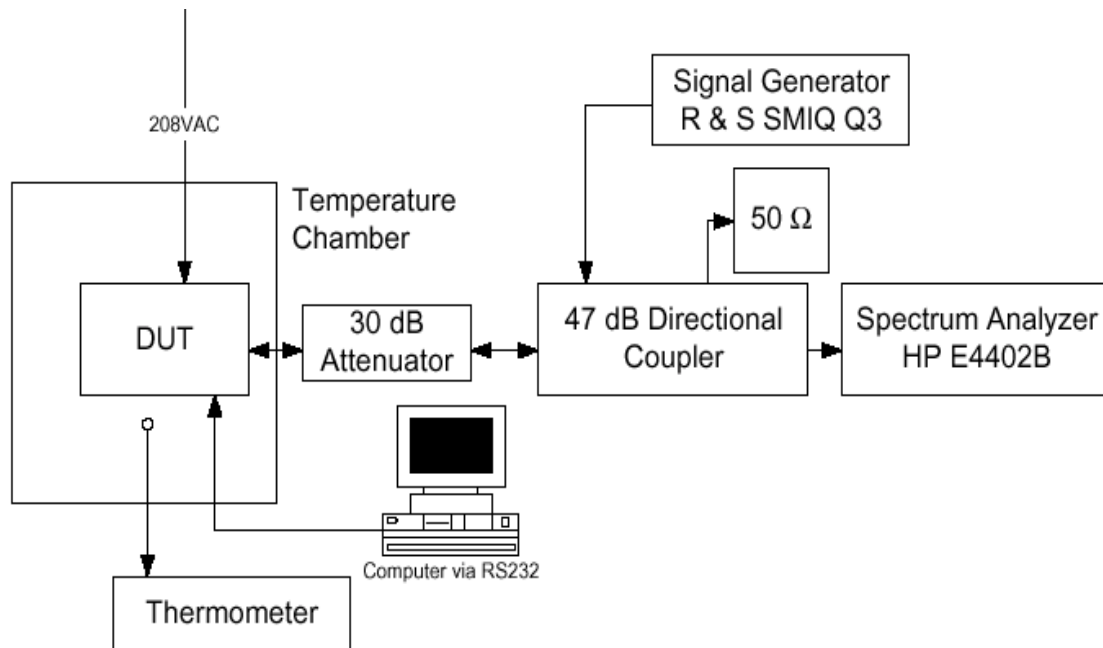 208VAC
Signal Generator
R & S SMIQ Q3
Temperature
Chamber
50 Ω
DUT
30 dB
Attenuator
47 dB Directional
Coupler
Spectrum Analyzer
HP E4402B
Computer via RS232
Thermometer